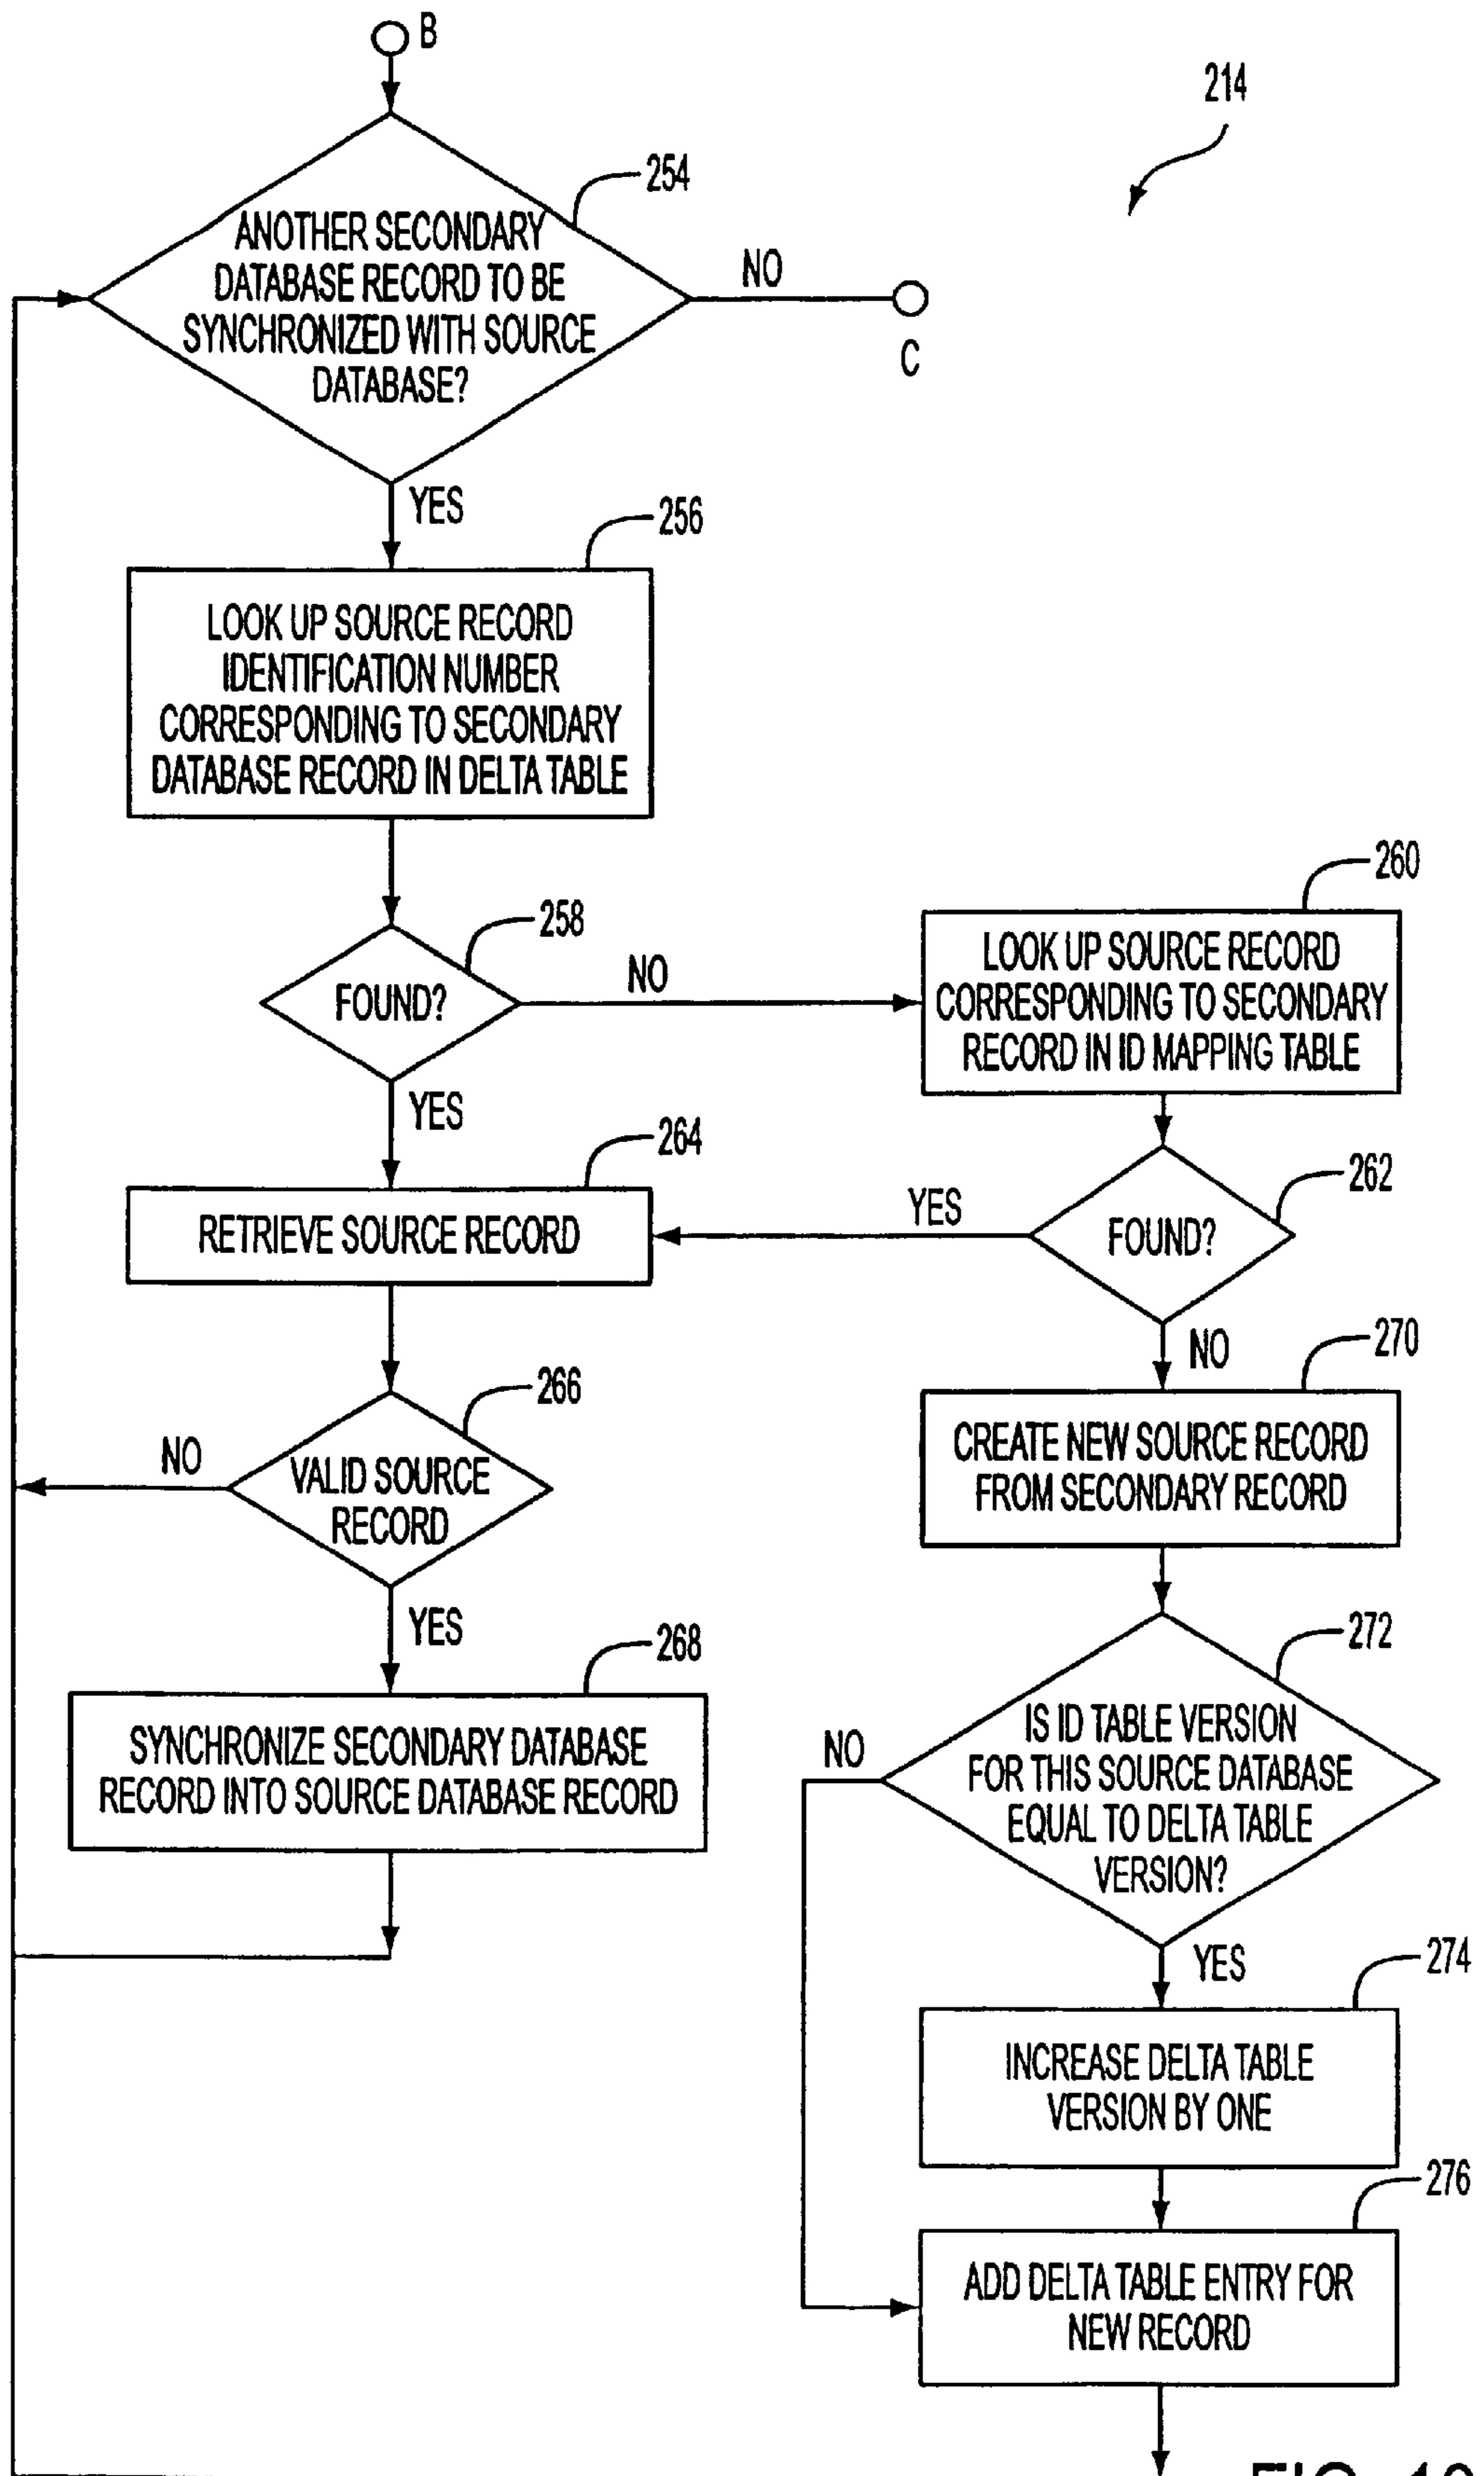 B
214
254
ANOTHER SECONDARY
DATABASE RECORD TO BE
SYNCHRONIZED WITH SOURCE
DATABASE?
NO
C
YES
256
LOOK UP SOURCE RECORD
IDENTIFICATION NUMBER
CORRESPONDING TO SECONDARY
DATABASE RECORD IN DELTA TABLE
258
FOUND?
NO
260
LOOK UP SOURCE RECORD
CORRESPONDING TO SECONDARY
RECORD IN ID MAPPING TABLE
YES
264
RETRIEVE SOURCE RECORD
YES
262
FOUND?
NO
266
VALID SOURCE
RECORD
NO
270
CREATE NEW SOURCE RECORD
FROM SECONDARY RECORD
YES
268
SYNCHRONIZE SECONDARY DATABASE
RECORD INTO SOURCE DATABASE RECORD
272
IS ID TABLE VERSION
FOR THIS SOURCE DATABASE
EQUAL TO DELTA TABLE
VERSION?
NO
YES
274
INCREASE DELTA TABLE
VERSION BY ONE
276
ADD DELTA TABLE ENTRY FOR
NEW RECORD
FIG.